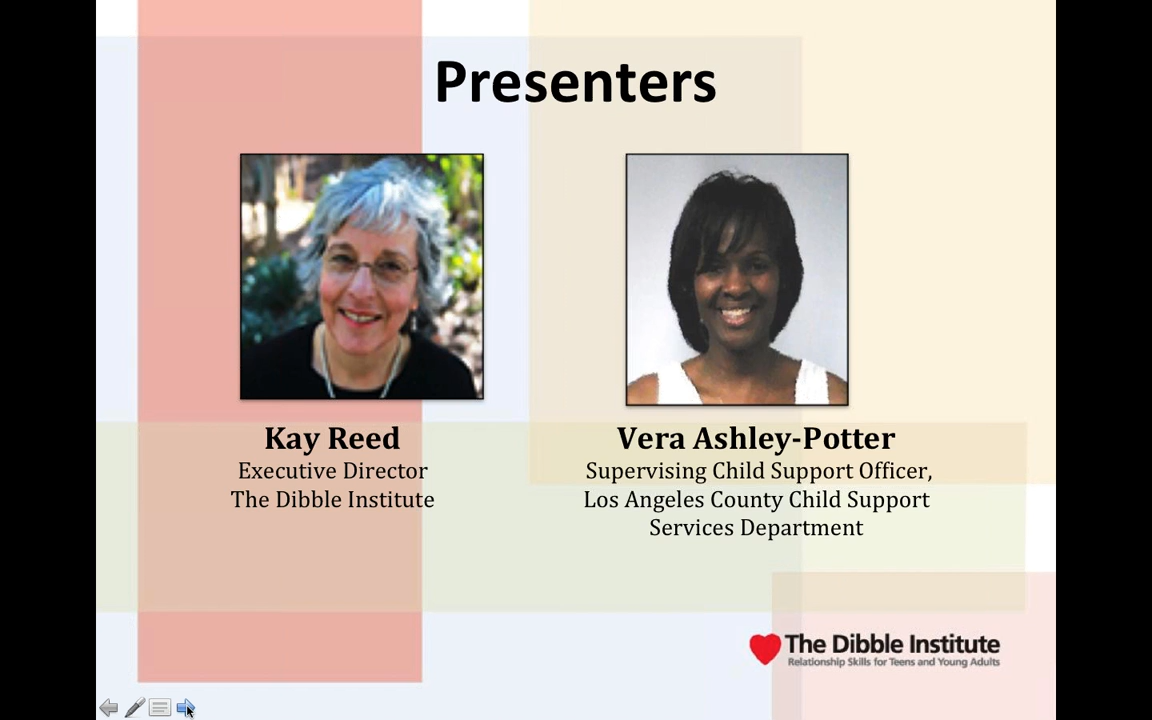 Presenters
Kay Reed
Executive Director
The Dibble Institute
Vera Ashley-Potter
Supervising Child Support Officer,
Los Angeles County Child Support
Services Department
The Dibble Institute
Relationship Skills for Teens and Young Adults